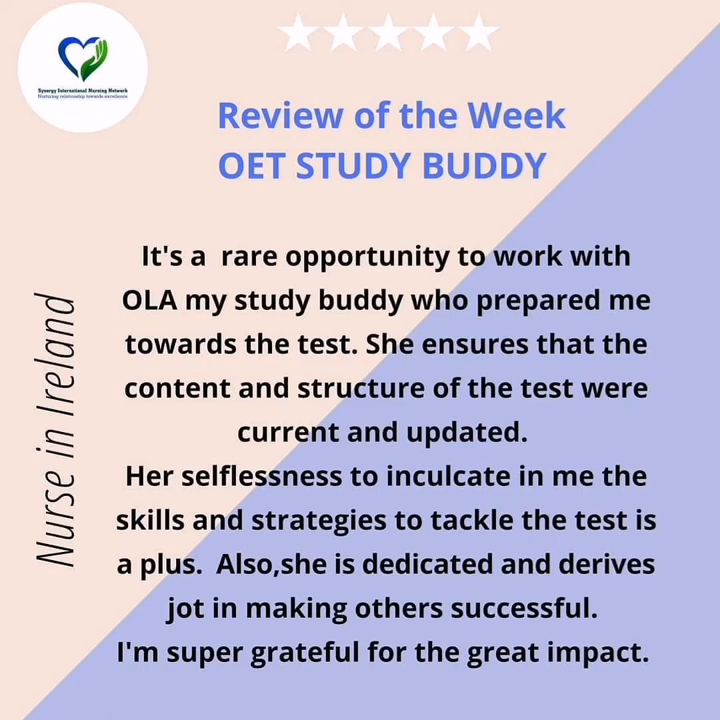 Synergy International Nursing Network
Nurturing relationship towards excellence
Review of the Week
OET STUDY BUDDY
It's a rare opportunity to work with
OLA my study buddy who prepared me
towards the test. She ensures that the
content and structure of the test were
current and updated.
Her selflessness to inculcate in me the
skills and strategies to tackle the test is
a plus. Also,she is dedicated and derives
jot in making others successful.
I'm super grateful for the great impact.
Nurse in Ireland